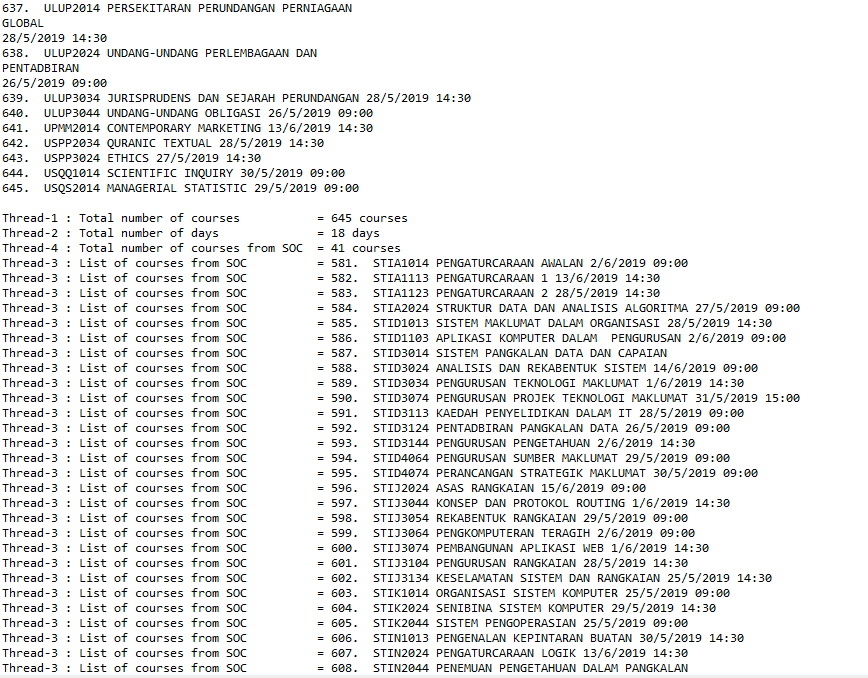 637.  ULUP2014 PERSEKITARAN PERUNDANGAN PERNIAGAAN
GLOBAL
28/5/2019 14:30
638.  ULUP2024 UNDANG-UNDANG PERLEMBAGAAN DAN
PENTADBIRAN
26/5/2019 09:00
639.  ULUP3034 JURISPRUDENS DAN SEJARAH PERUNDANGAN 28/5/2019 14:30
640.  ULUP3044 UNDANG-UNDANG OBLIGASI 26/5/2019 09:00
641.  UPMM2014 CONTEMPORARY MARKETING 13/6/2019 14:30
642.  USPP2034 QURANIC TEXTUAL 28/5/2019 14:30
643.  USPP3024 ETHICS 27/5/2019 14:30
644.  USQQ1014 SCIENTIFIC INQUIRY 30/5/2019 09:00
645.  USQS2014 MANAGERIAL STATISTIC 29/5/2019 09:00
Thread-1 : Total number of courses           = 645 courses
Thread-2 : Total number of days              = 18 days
Thread-4 : Total number of courses from SOC  = 41 courses
Thread-3 : List of courses from SOC          = 581.  STIA1014 PENGATURCARAAN AWALAN 2/6/2019 09:00
Thread-3 : List of courses from SOC          = 582.  STIA1113 PENGATURCARAAN 1 13/6/2019 14:30
Thread-3 : List of courses from SOC          = 583.  STIA1123 PENGATURCARAAN 2 28/5/2019 14:30
Thread-3 : List of courses from SOC          = 584.  STIA2024 STRUKTUR DATA DAN ANALISIS ALGORITMA 27/5/2019 09:00
Thread-3 : List of courses from SOC          = 585.  STID1013 SISTEM MAKLUMAT DALAM ORGANISASI 28/5/2019 14:30
Thread-3 : List of courses from SOC          = 586.  STID1103 APLIKASI KOMPUTER DALAM  PENGURUSAN 2/6/2019 09:00
Thread-3 : List of courses from SOC          = 587.  STID3014 SISTEM PANGKALAN DATA DAN CAPAIAN
Thread-3 : List of courses from SOC          = 588.  STID3024 ANALISIS DAN REKABENTUK SISTEM 14/6/2019 09:00
Thread-3 : List of courses from SOC          = 589.  STID3034 PENGURUSAN TEKNOLOGI MAKLUMAT 1/6/2019 14:30
Thread-3 : List of courses from SOC          = 590.  STID3074 PENGURUSAN PROJEK TEKNOLOGI MAKLUMAT 31/5/2019 15:00
Thread-3 : List of courses from SOC          = 591.  STID3113 KAEDAH PENYELIDIKAN DALAM IT 28/5/2019 09:00
Thread-3 : List of courses from SOC          = 592.  STID3124 PENTADBIRAN PANGKALAN DATA 26/5/2019 09:00
Thread-3 : List of courses from SOC          = 593.  STID3144 PENGURUSAN PENGETAHUAN 2/6/2019 14:30
Thread-3 : List of courses from SOC          = 594.  STID4064 PENGURUSAN SUMBER MAKLUMAT 29/5/2019 09:00
Thread-3 : List of courses from SOC          = 595.  STID4074 PERANCANGAN STRATEGIK MAKLUMAT 30/5/2019 09:00
Thread-3 : List of courses from SOC          = 596.  STIJ2024 ASAS RANGKAIAN 15/6/2019 09:00
Thread-3 : List of courses from SOC          = 597.  STIJ3044 KONSEP DAN PROTOKOL ROUTING 1/6/2019 14:30
Thread-3 : List of courses from SOC          = 598.  STIJ3054 REKABENTUK RANGKAIAN 29/5/2019 09:00
Thread-3 : List of courses from SOC          = 599.  STIJ3064 PENGKOMPUTERAN TERAGIH 2/6/2019 09:00
Thread-3 : List of courses from SOC          = 600.  STIJ3074 PEMBANGUNAN APLIKASI WEB 1/6/2019 14:30
Thread-3 : List of courses from SOC          = 601.  STIJ3104 PENGURUSAN RANGKAIAN 28/5/2019 14:30
Thread-3 : List of courses from SOC          = 602.  STIJ3134 KESELAMATAN SISTEM DAN RANGKAIAN 25/5/2019 14:30
Thread-3 : List of courses from SOC          = 603.  STIK1014 ORGANISASI SISTEM KOMPUTER 25/5/2019 09:00
Thread-3 : List of courses from SOC          = 604.  STIK2024 SENIBINA SISTEM KOMPUTER 29/5/2019 14:30
Thread-3 : List of courses from SOC          = 605.  STIK2044 SISTEM PENGOPERASIAN 25/5/2019 09:00
Thread-3 : List of courses from SOC          = 606.  STIN1013 PENGENALAN KEPINTARAN BUATAN 30/5/2019 14:30
Thread-3 : List of courses from SOC          = 607.  STIN2024 PENGATURCARAAN LOGIK 13/6/2019 14:30
Thread-3 : List of courses from SOC          = 608.  STIN2044 PENEMUAN PENGETAHUAN DALAM PANGKALAN